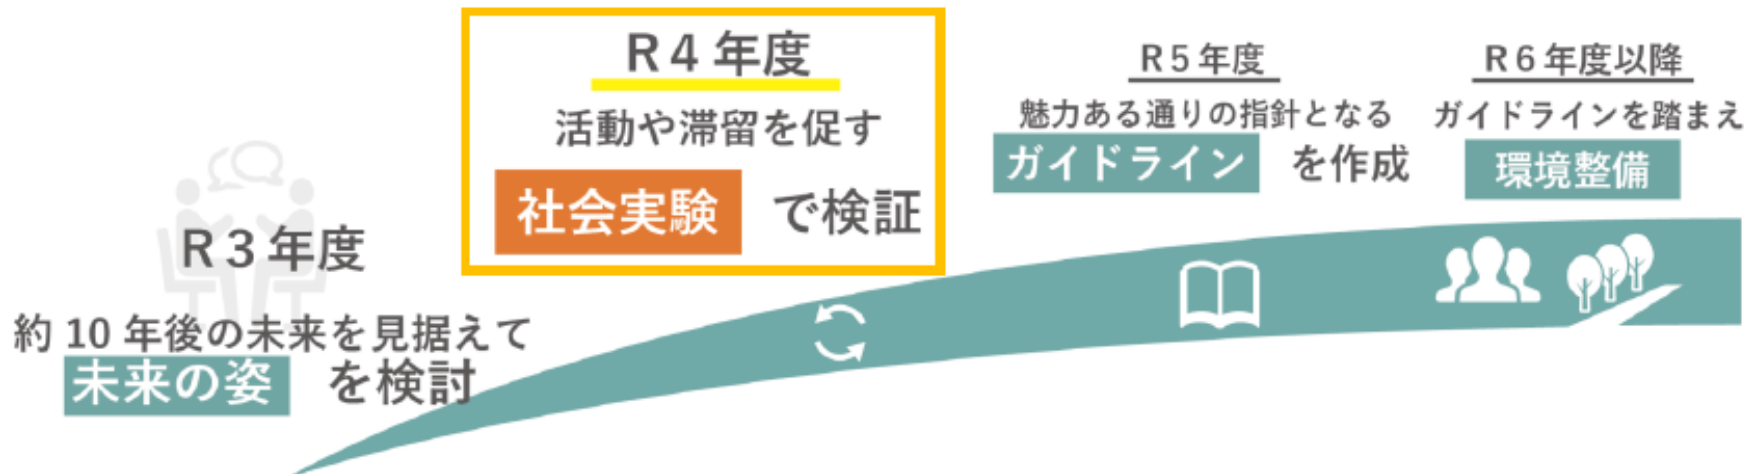 R3年度
約10年後の未来を見据えて
未来の姿 を検討
R4年度
活動や滞留を促す
社会実験 で検証
R5年度
魅力ある通りの指針となる
ガイドライン を作成
R6年度以降
ガイドラインを踏まえ
環境整備